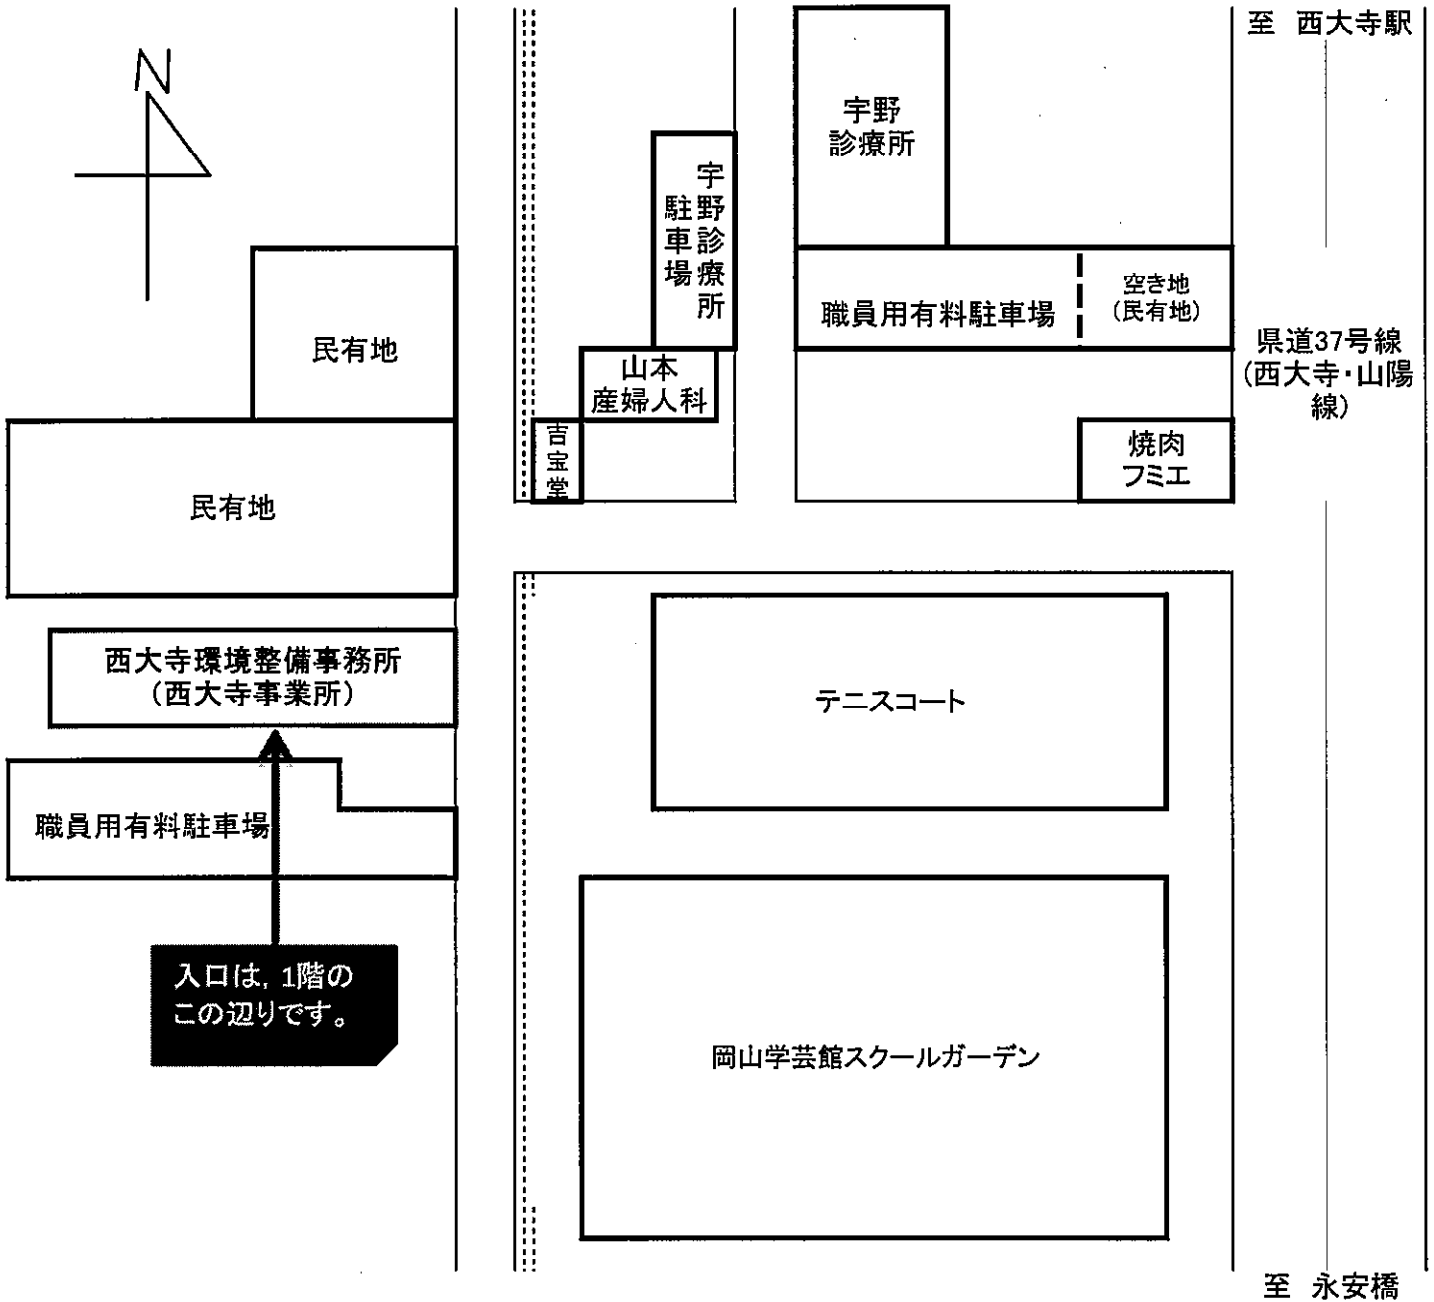 至 西大寺駅
N
宇野
診療所
宇野診療所
駐車場
職員用有料駐車場
空き地
(民有地)
民有地
山本
産婦人科
県道37号線
(西大寺・山陽
線)
吉宝堂
焼肉
フミエ
民有地
西大寺環境整備事務所
(西大寺事業所)
テニスコート
職員用有料駐車場
入口は，1階の
この辺りです。
岡山学芸館スクールガーデン
至 永安橋